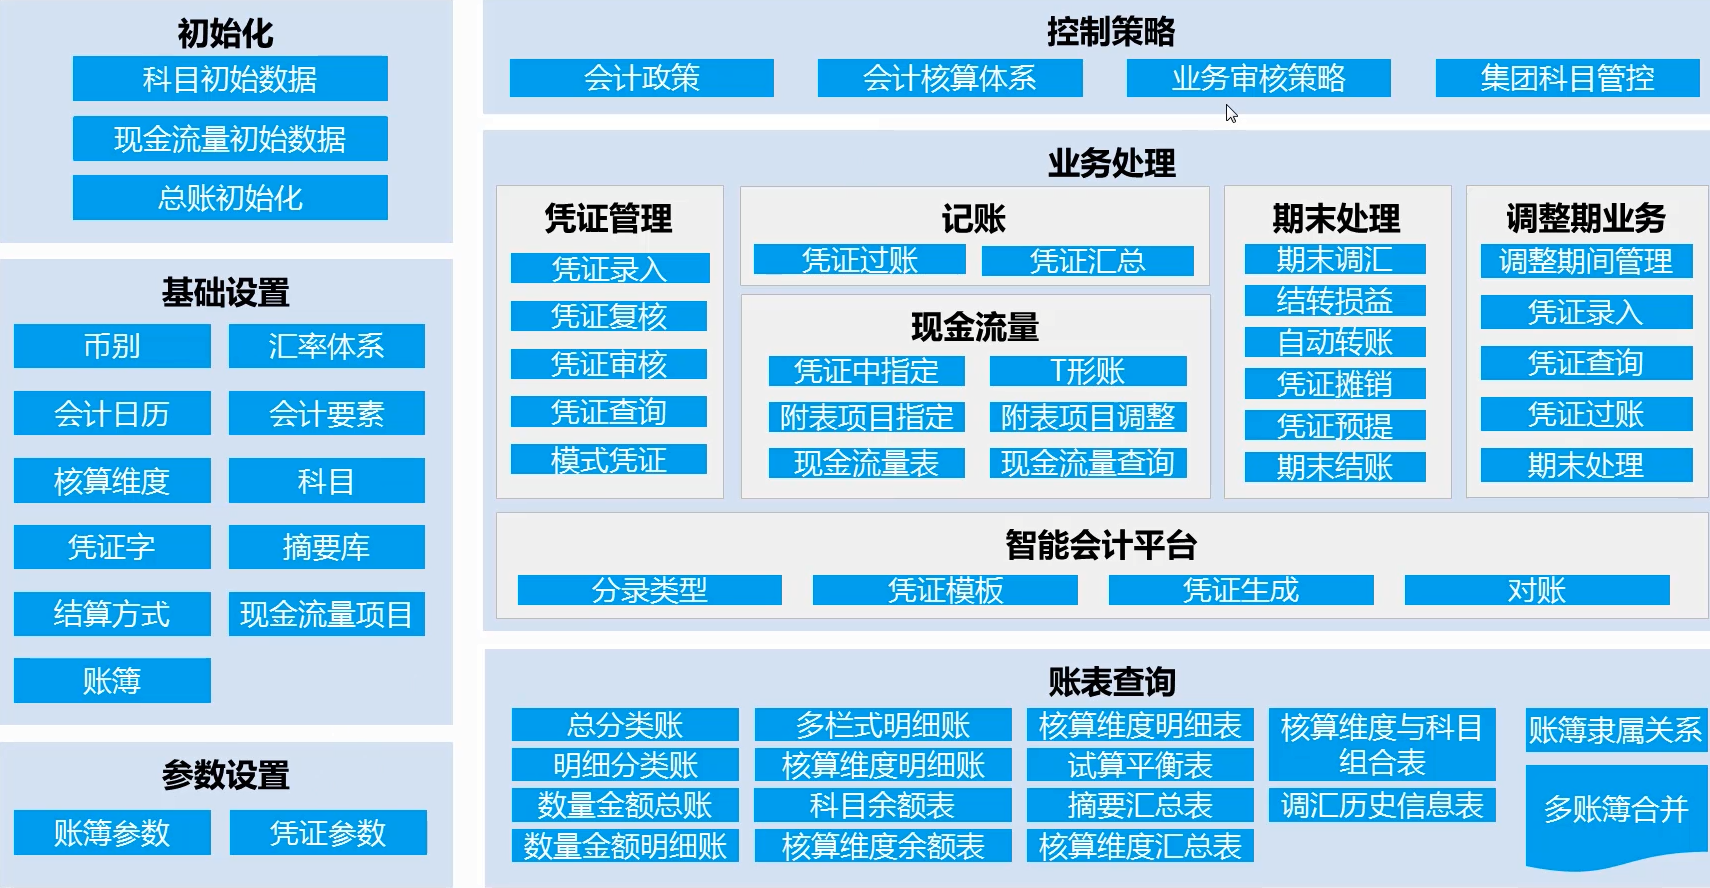 初始化
科目初始数据
现金流量初始数据
总账初始化
基础设置
币别
汇率体系
会计日历
会计要素
核算维度
科目
凭证字
摘要库
结算方式
现金流量项目
账簿
参数设置
账簿参数
凭证参数
控制策略
会计政策
会计核算体系
业务审核策略
集团科目管控
业务处理
凭证管理
凭证录入
凭证复核
凭证审核
凭证查询
模式凭证
记账
凭证过账
凭证汇总
现金流量
凭证中指定
T形账
附表项目指定
附表项目调整
现金流量表
现金流量查询
期末处理
期末调汇
结转损益
自动转账
凭证摊销
凭证预提
期末结账
调整期业务
调整期间管理
凭证录入
凭证查询
凭证过账
期末处理
智能会计平台
分录类型
凭证模板
凭证生成
对账
账表查询
总分类账
多栏式明细账
核算维度明细表
核算维度与科目
组合表
账簿隶属关系
明细分类账
核算维度明细账
试算平衡表
数量金额总账
科目余额表
摘要汇总表
调汇历史信息表
多账簿合并
数量金额明细账
核算维度余额表
核算维度汇总表